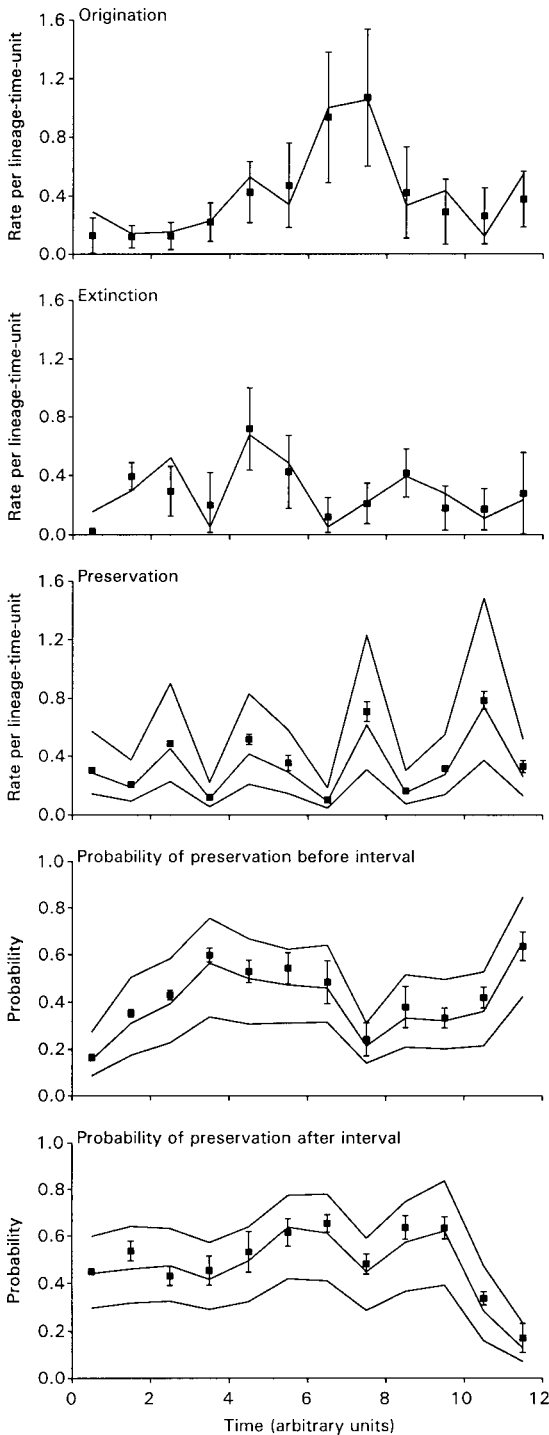 Origination
Rate per lineage-time-unit
1.6
1.2
0.8
0.4
0.0
Extinction
Rate per lineage-time-unit
1.6
1.2
0.8
0.4
0.0
Preservation
Rate per lineage-time-unit
1.6
1.2
0.8
0.4
0.0
Probability of preservation before interval
Probability
1.0
0.8
0.6
0.4
0.2
0.0
Probability of preservation after interval
Probability
1.0
0.8
0.6
0.4
0.2
0.0
0 2 4 6 8 10 12
Time (arbitrary units)